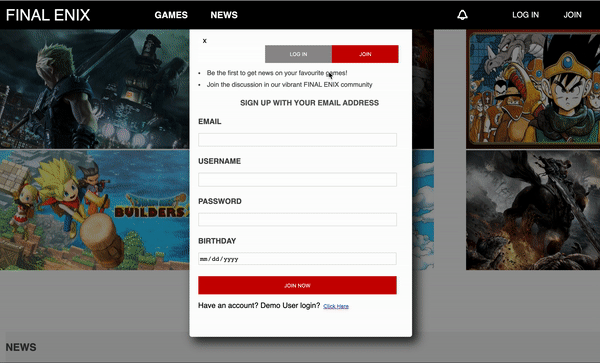 FINAL ENIX GAMES NEWS LOG IN JOIN
x
LOG IN JOIN
• Be the first to get news on your favourite games!
• Join the discussion in our vibrant FINAL ENIX community
SIGN UP WITH YOUR EMAIL ADDRESS
EMAIL
USERNAME
PASSWORD
BIRTHDAY
mm/dd/yyyy
JOIN NOW
Have an account? Demo User login? Click Here
BUILDERS
NEWS